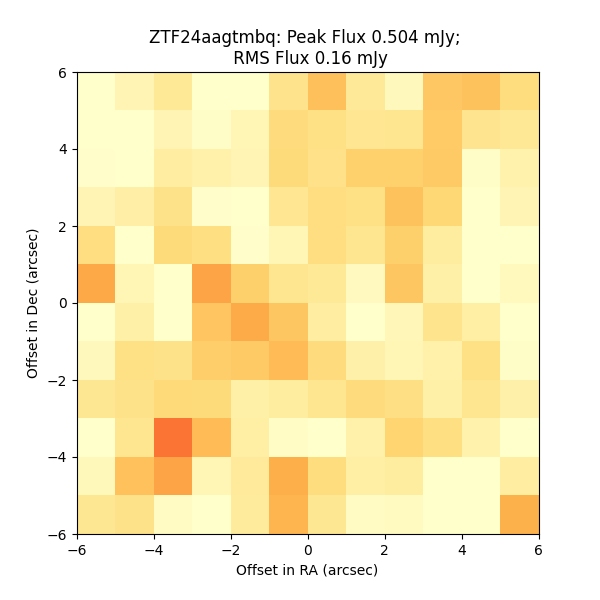 ZTF24aagtmbq: Peak Flux 0.504 mJy;
RMS Flux 0.16 mJy
6
4
2
0
−2
−4
−6
Offset in Dec (arcsec)
−6 −4 −2 0 2 4 6
Offset in RA (arcsec)